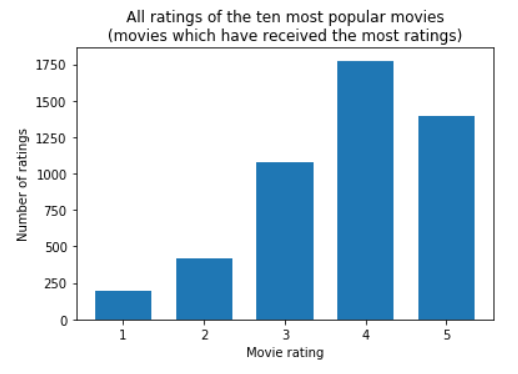 All ratings of the ten most popular movies
(movies which have received the most ratings)
1750
1500
1250
1000
750
500
250
0
Number of ratings
1 2 3 4 5
Movie rating